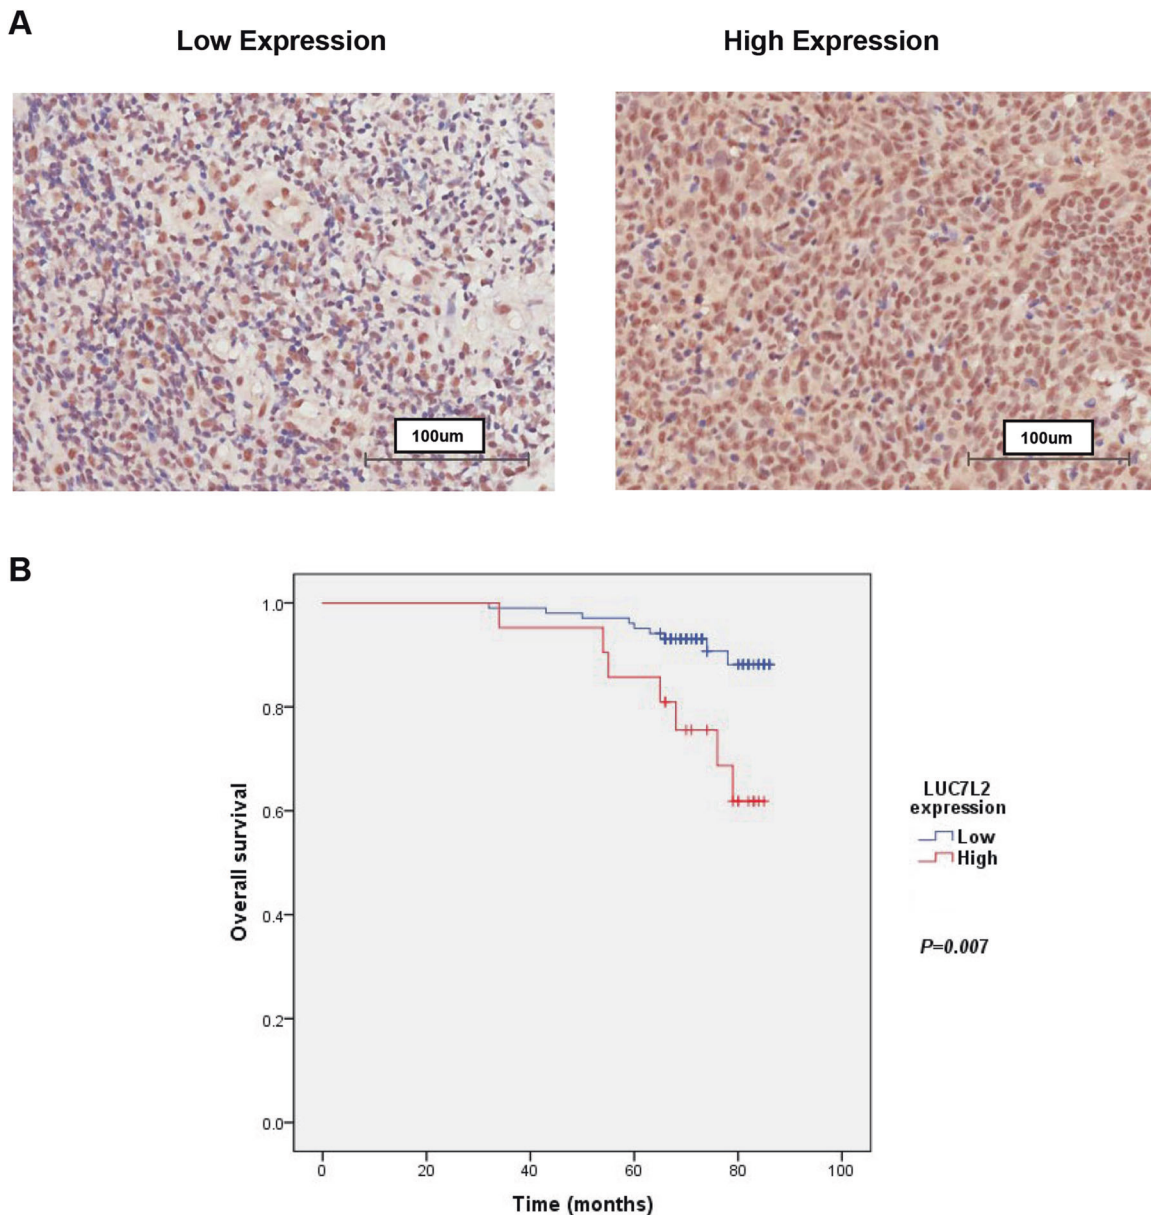 A
Low Expression
High Expression
100um
100um
B
1.0
0.8
0.6
0.4
0.2
0.0
Overall survival
0
20
40
60
80
100
Time (months)
LUC7L2
expression
Low
High
P=0.007